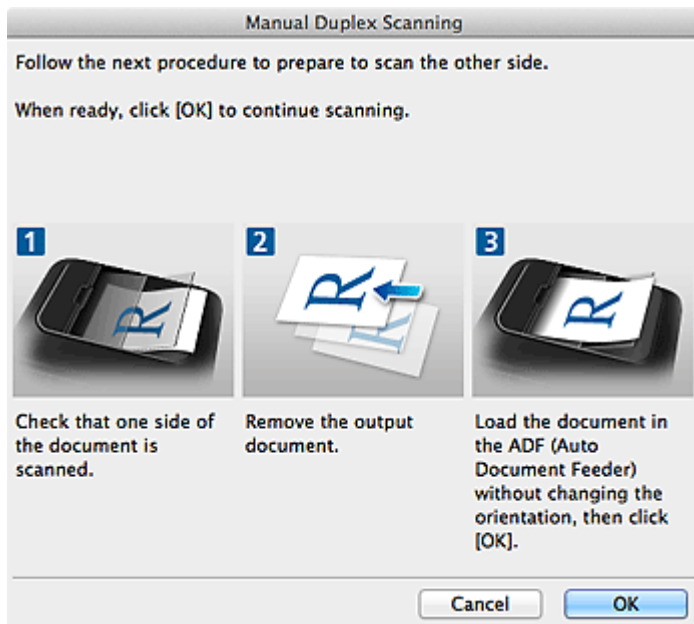 Manual Duplex Scanning
Follow the next procedure to prepare to scan the other side.
When ready, click [OK] to continue scanning.
1
R
Check that one side of
the document is
scanned.
2
R
R
Remove the output
document.
3
R
Load the document in
the ADF (Auto
Document Feeder)
without changing the
orientation, then click
[OK].
Cancel
OK